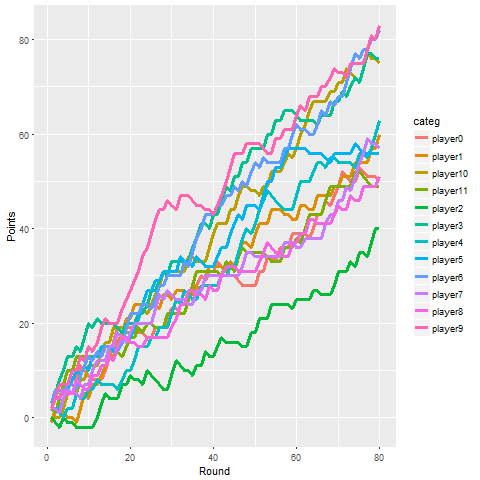 80
60
40
20
0
Points
0
20
40
60
80
Round
categ
player0
player1
player10
player11
player2
player3
player4
player5
player6
player7
player8
player9